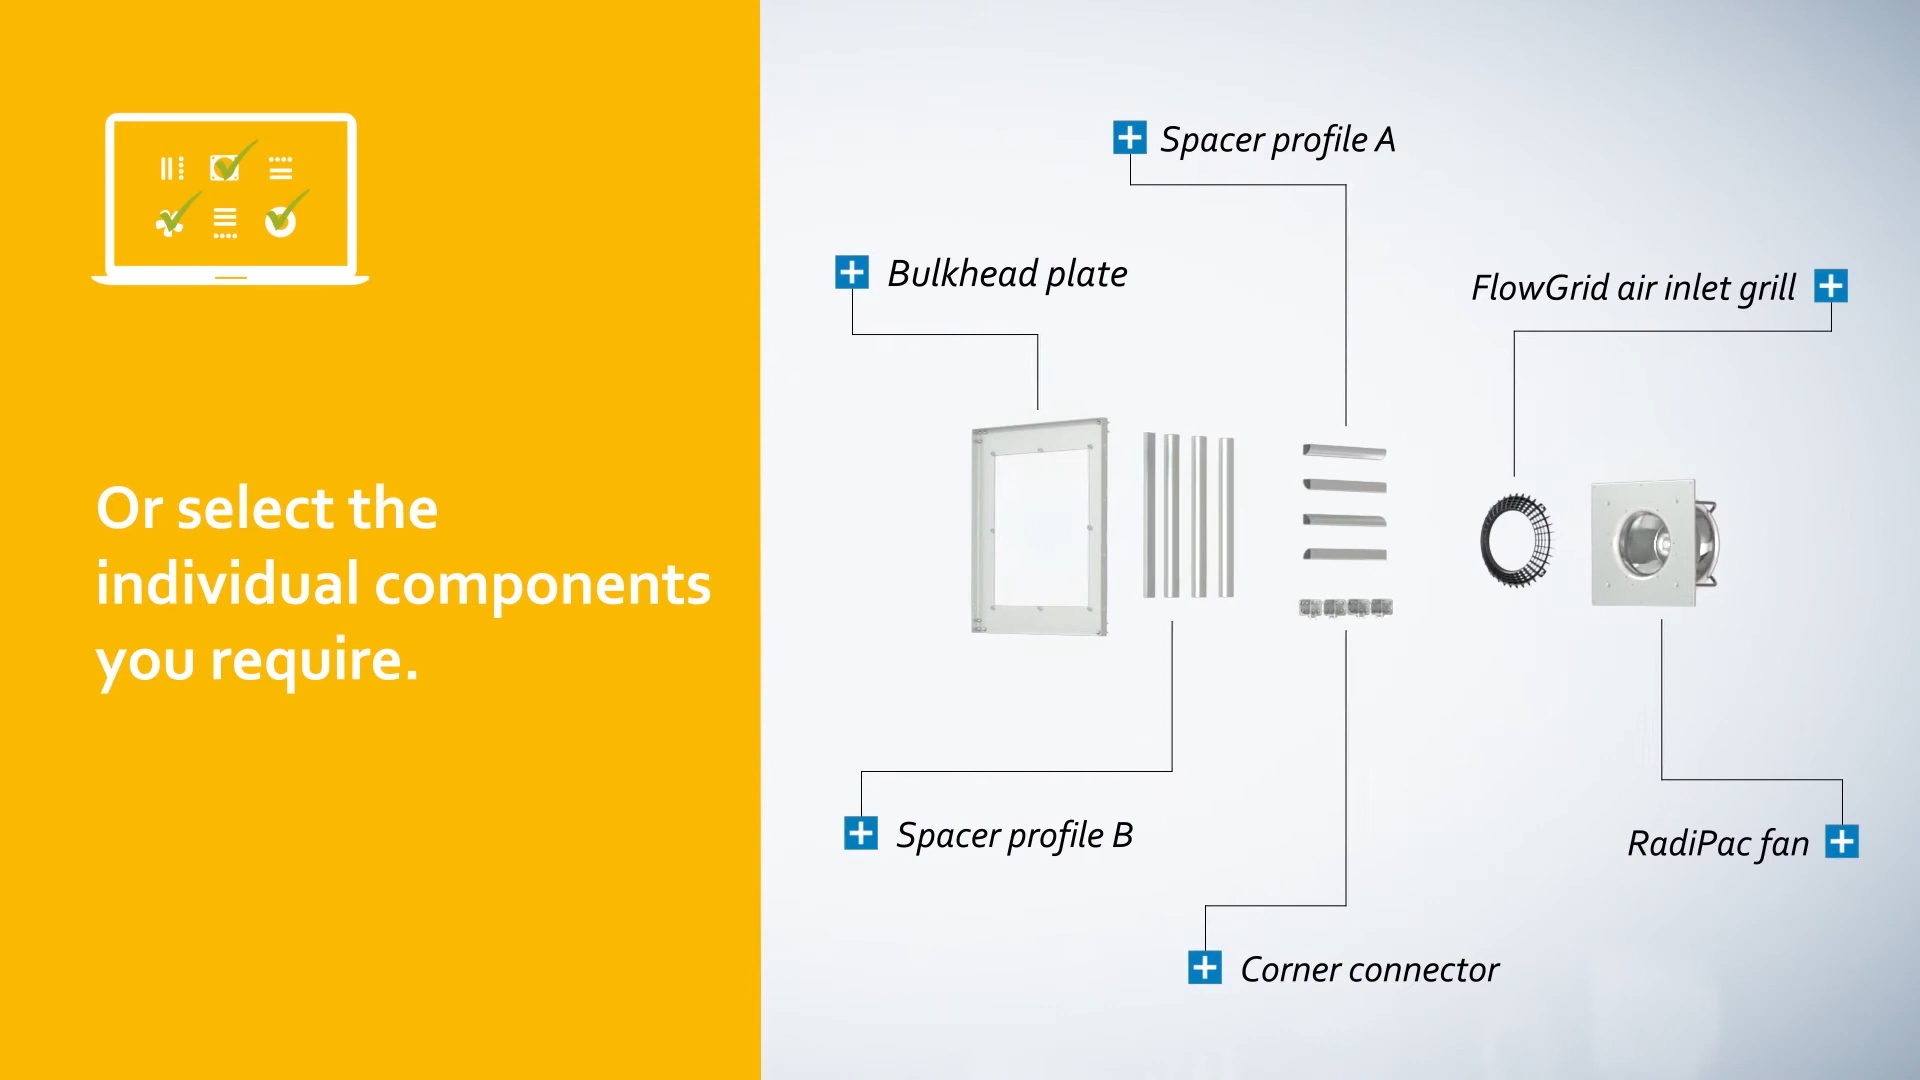 Or select the
individual components
you require.
Spacer profile A
Bulkhead plate
FlowGrid air inlet grill
Spacer profile B
RadiPac fan
Corner connector